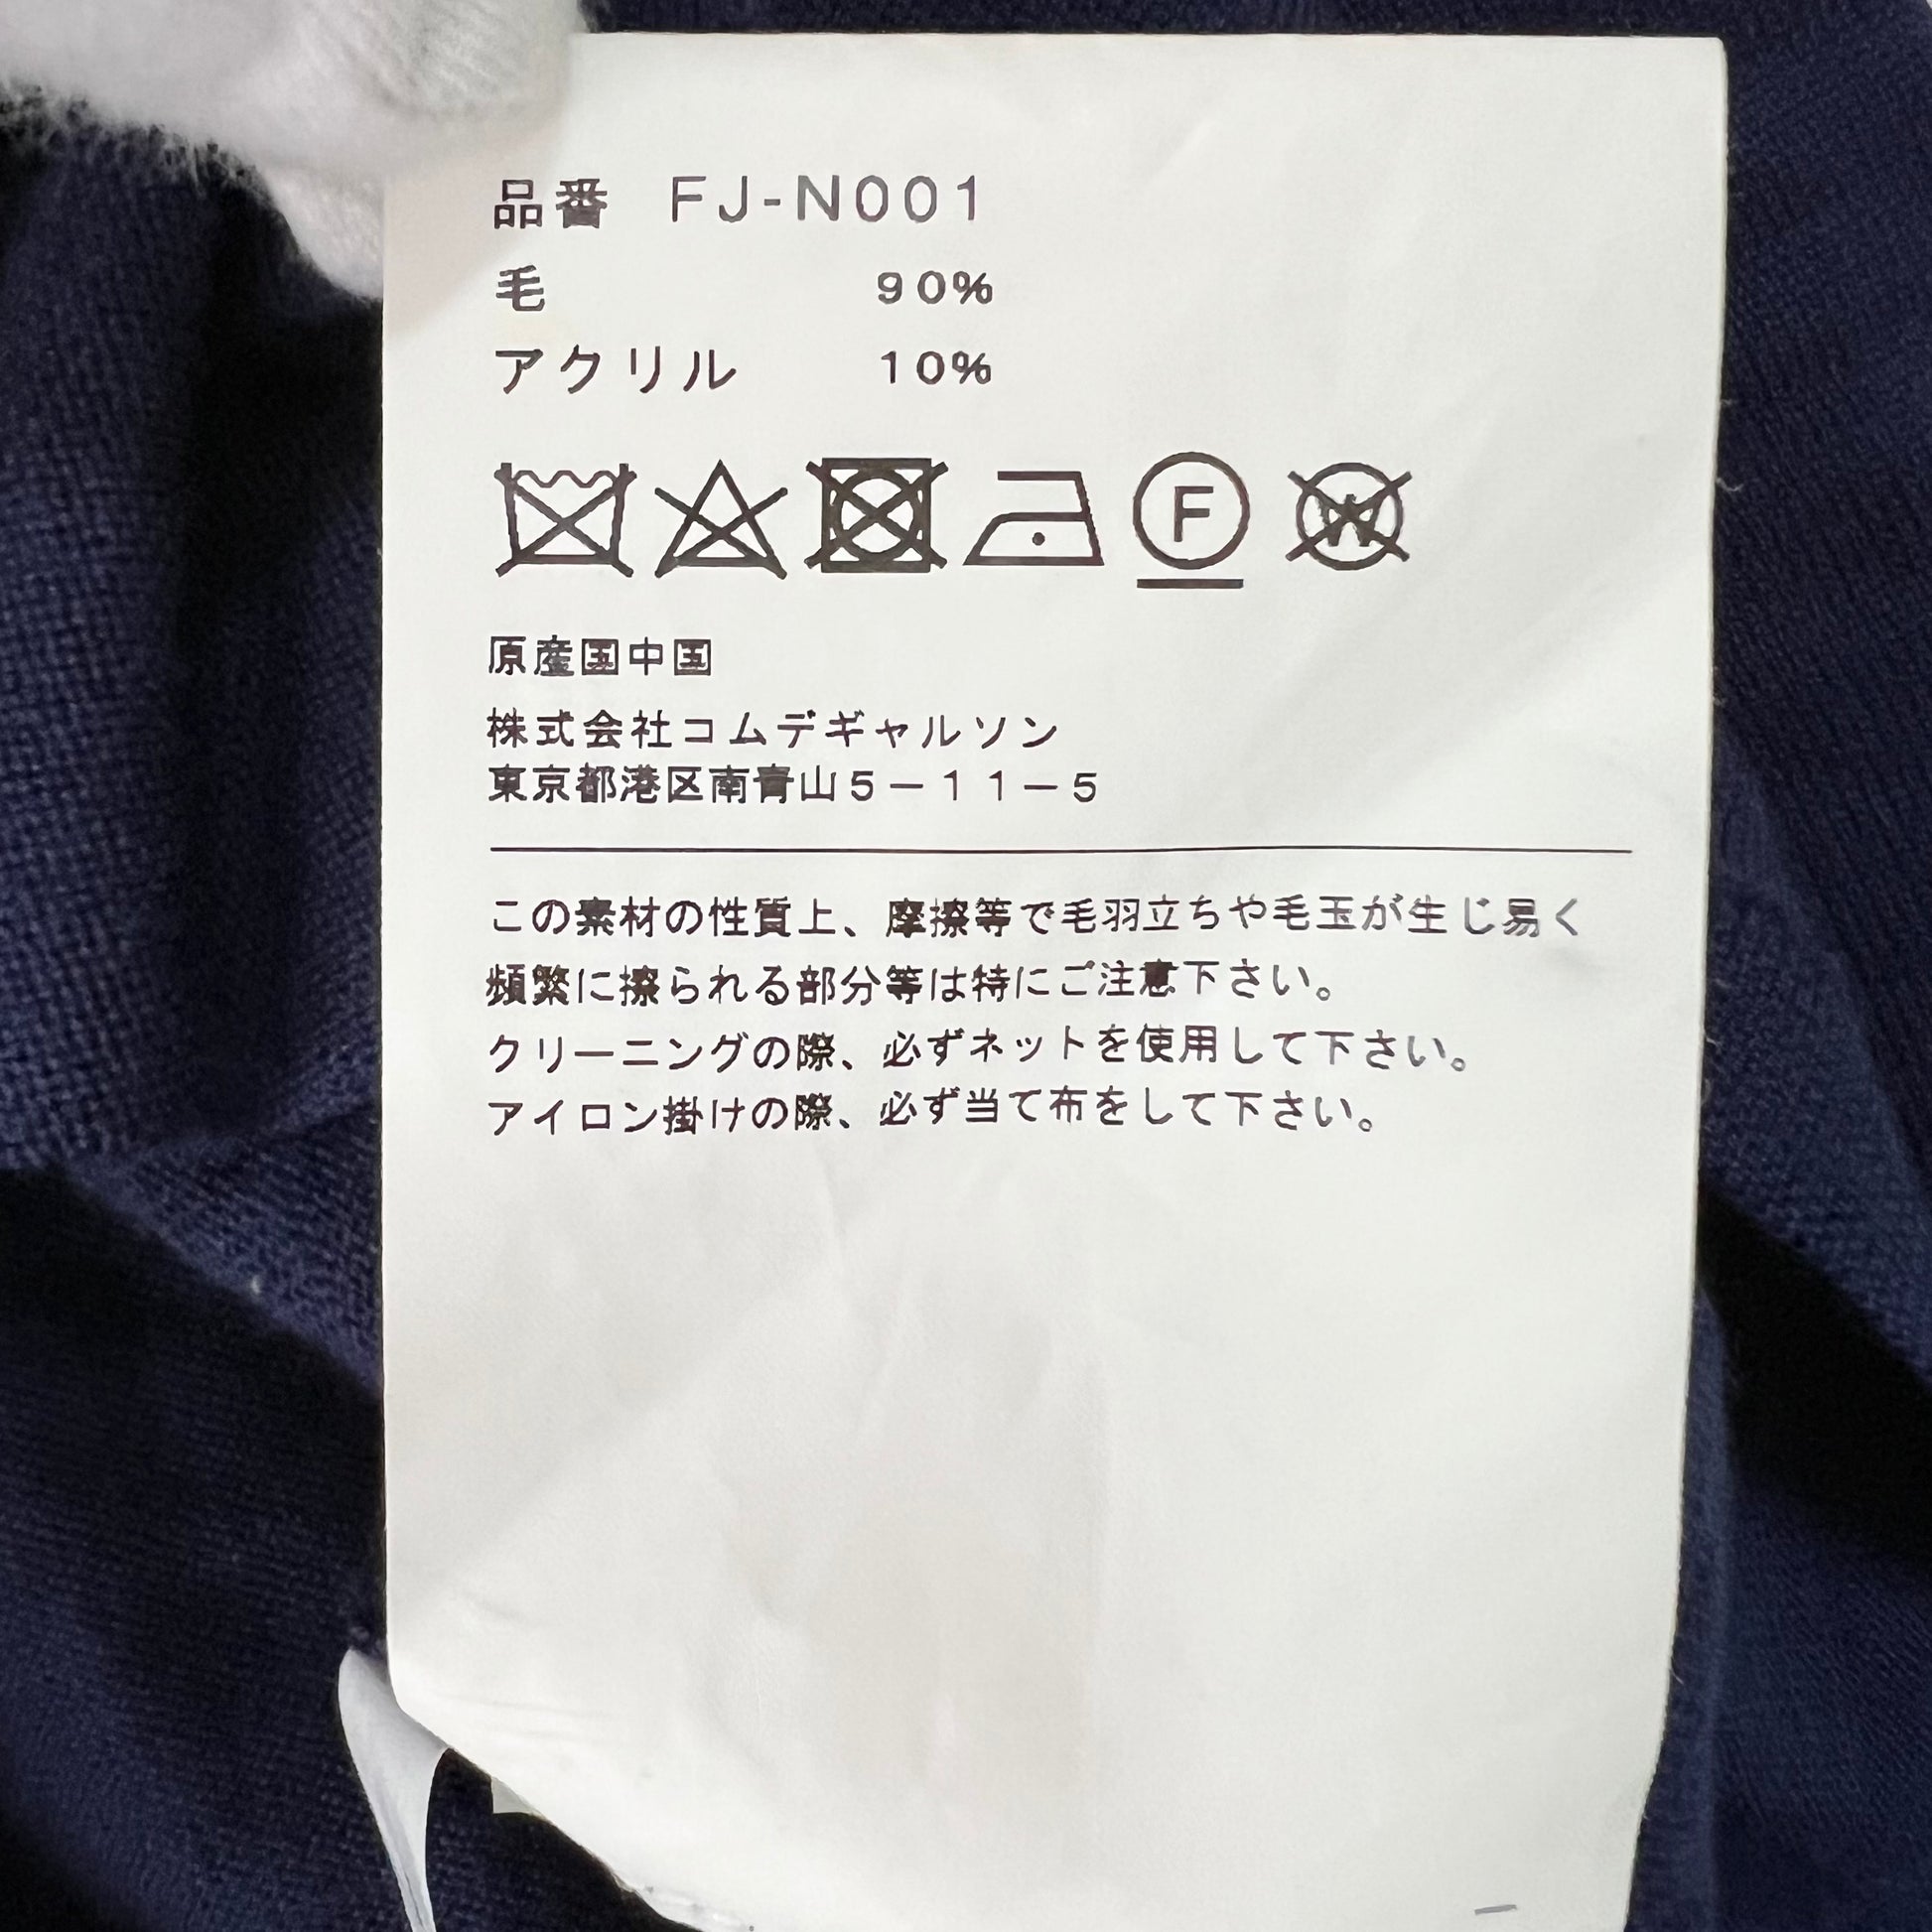 品番 FJ-N001
毛 90%
アクリル 10%
F W
原産国中国
株式会社コムデギャルソン
東京都港区南青山5-11-5
この素材の性質上、摩擦等で毛羽立ちや毛玉が生じ易く
頻繁に擦られる部分等は特にご注意下さい。
クリーニングの際、必ずネットを使用して下さい。
アイロン掛けの際、必ず当て布をして下さい。